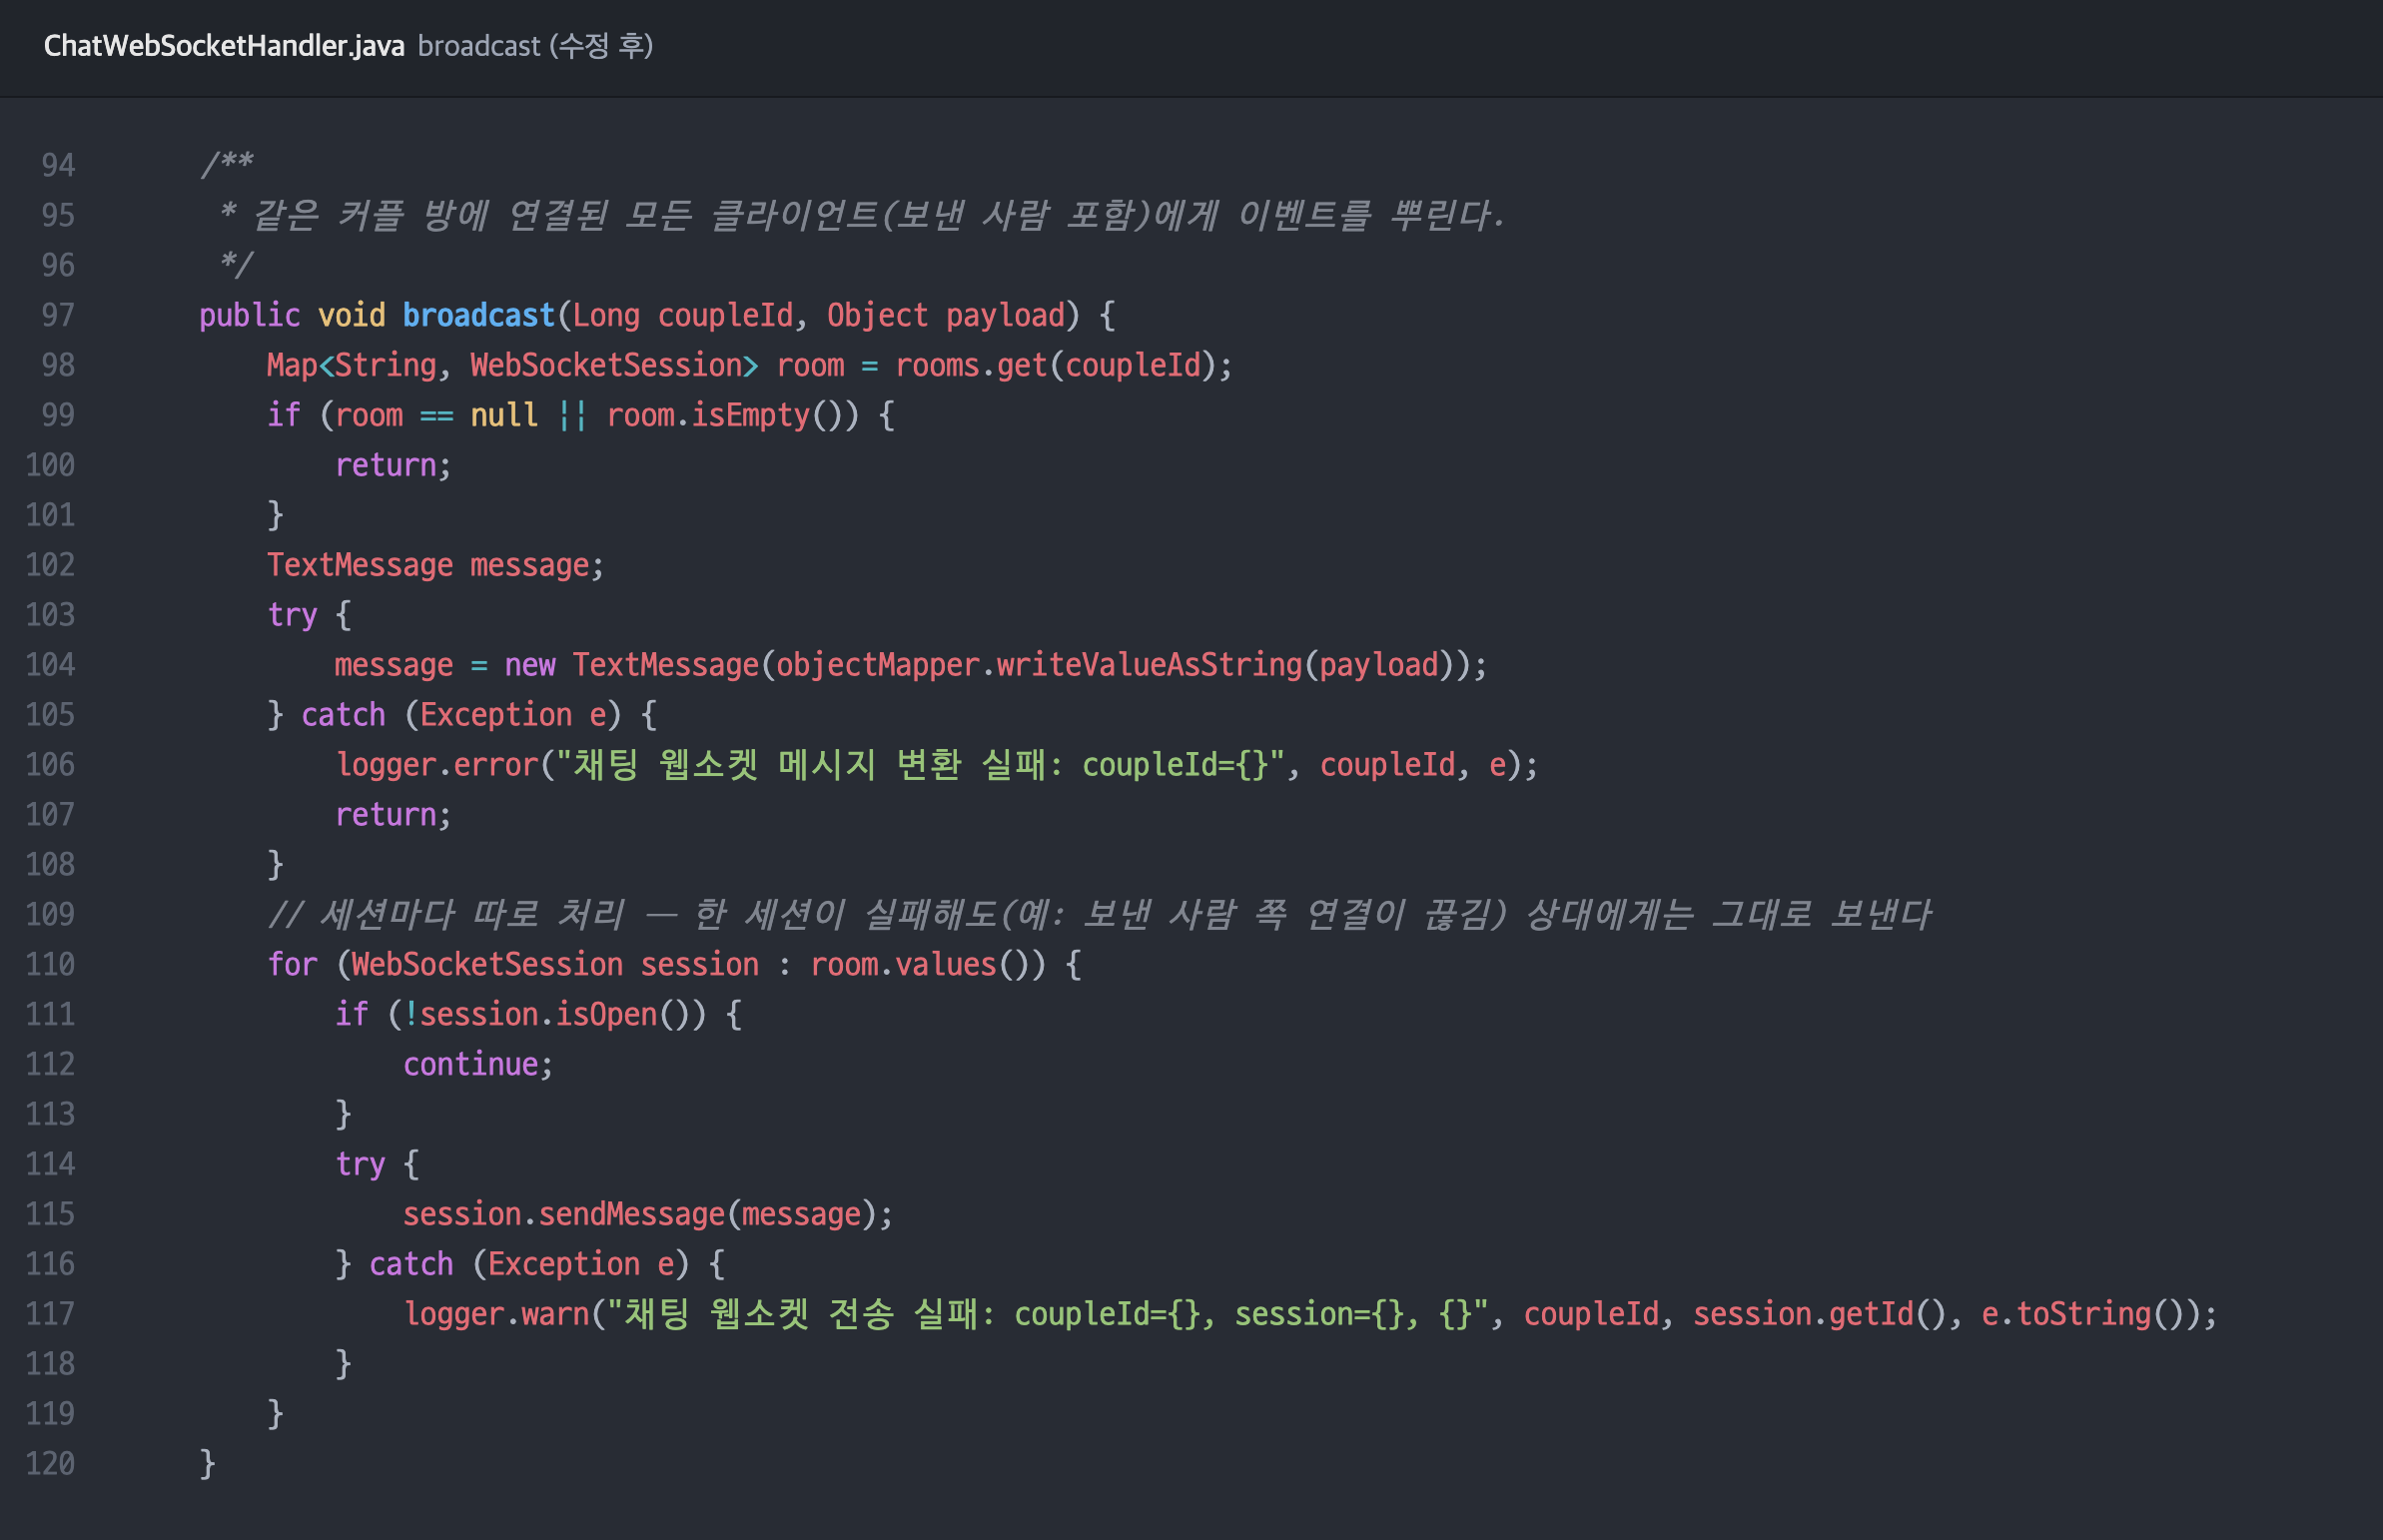 ChatWebSocketHandler.java broadcast (수정 후)
94 /**
95 * 같은 커플 방에 연결된 모든 클라이언트(보낸 사람 포함)에게 이벤트를 뿌린다.
96 */
97 public void broadcast(Long coupleId, Object payload) {
98 Map<String, WebSocketSession> room = rooms.get(coupleId);
99 if (room == null || room.isEmpty()) {
100 return;
101 }
102 TextMessage message;
103 try {
104 message = new TextMessage(objectMapper.writeValueAsString(payload));
105 } catch (Exception e) {
106 logger.error("채팅 웹소켓 메시지 변환 실패: coupleId={}", coupleId, e);
107 return;
108 }
109 // 세션마다 따로 처리 — 한 세션이 실패해도(예: 보낸 사람 쪽 연결이 끊김) 상대에게는 그대로 보낸다
110 for (WebSocketSession session : room.values()) {
111 if (!session.isOpen()) {
112 continue;
113 }
114 try {
115 session.sendMessage(message);
116 } catch (Exception e) {
117 logger.warn("채팅 웹소켓 전송 실패: coupleId={}, session={}, {}", coupleId, session.getId(), e.toString());
118 }
119 }
120 }